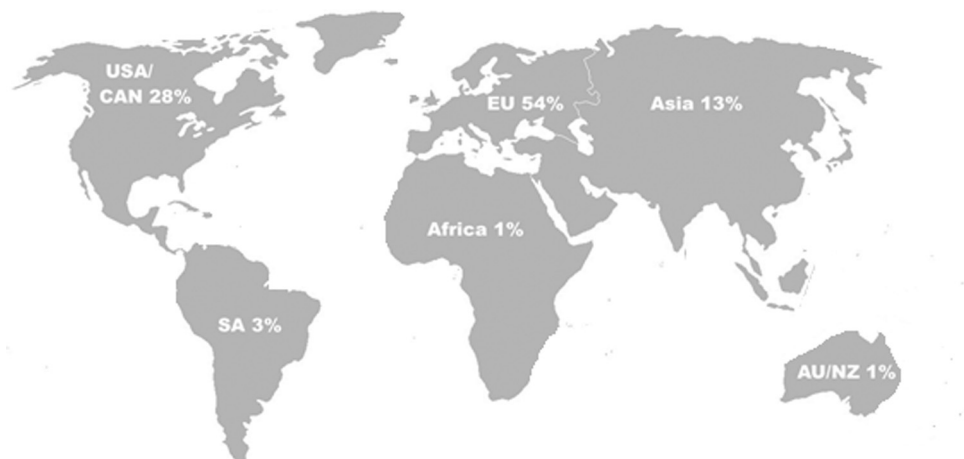 USA/
CAN 28%
EU 54%
Asia 13%
Africa 1%
SA 3%
AU/NZ 1%